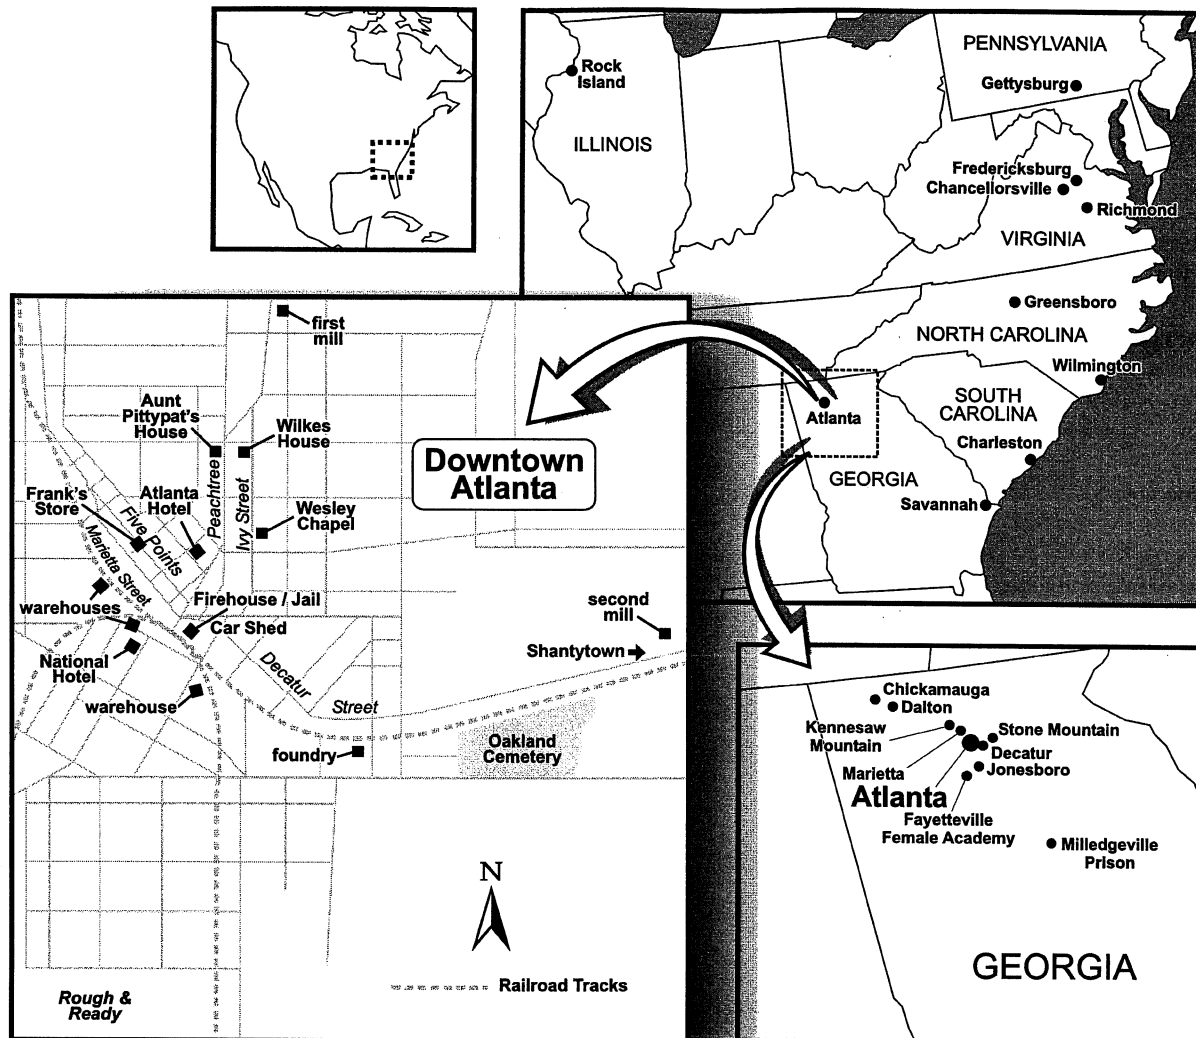 Rock
Island
ILLINOIS
PENNSYLVANIA
Gettysburg
Fredericksburg
Chancellorsville
Richmond
VIRGINIA
Greensboro
NORTH CAROLINA
Wilmington
SOUTH
CAROLINA
Charleston
Atlanta
GEORGIA
Savannah
first
mill
Aunt
Pittypat's
House
Wilkes
House
Downtown
Atlanta
Frank's
Store
Atlanta
Hotel
Peachtree
Ivy Street
Wesley
Chapel
Five Points
Marietta Street
warehouses
Firehouse / Jail
Car Shed
second
mill
Shantytown
National
Hotel
Decatur
Street
warehouse
foundry
Oakland
Cemetery
N
Railroad Tracks
Rough &
Ready
Chickamauga
Dalton
Kennesaw
Mountain
Stone Mountain
Decatur
Marietta
Jonesboro
Atlanta
Fayetteville
Female Academy
Milledgeville
Prison
GEORGIA